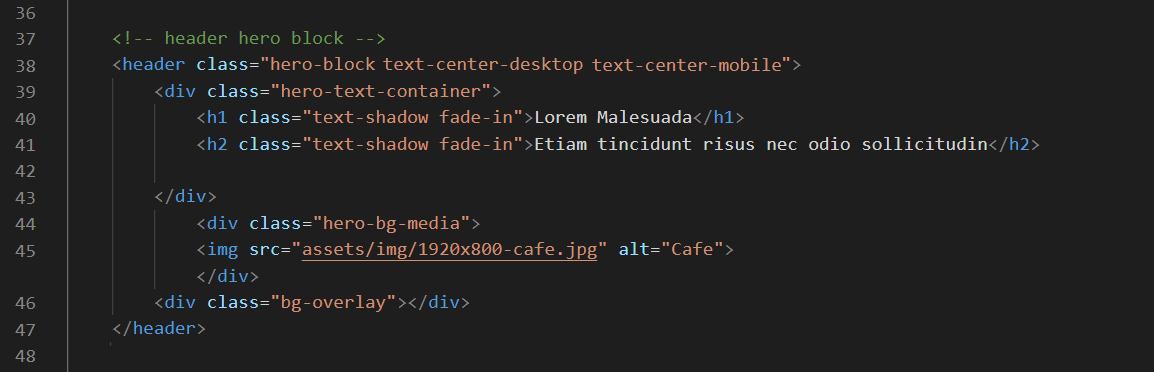 36
37 <!-- header hero block -->
38 <header class="hero-block text-center-desktop text-center-mobile">
39 <div class="hero-text-container">
40 <h1 class="text-shadow fade-in">Lorem Malesuada</h1>
41 <h2 class="text-shadow fade-in">Etiam tincidunt risus nec odio sollicitudin</h2>
42
43 </div>
44 <div class="hero-bg-media">
45 <img src="assets/img/1920x800-cafe.jpg" alt="Cafe">
</div>
46 <div class="bg-overlay"></div>
47 </header>
48